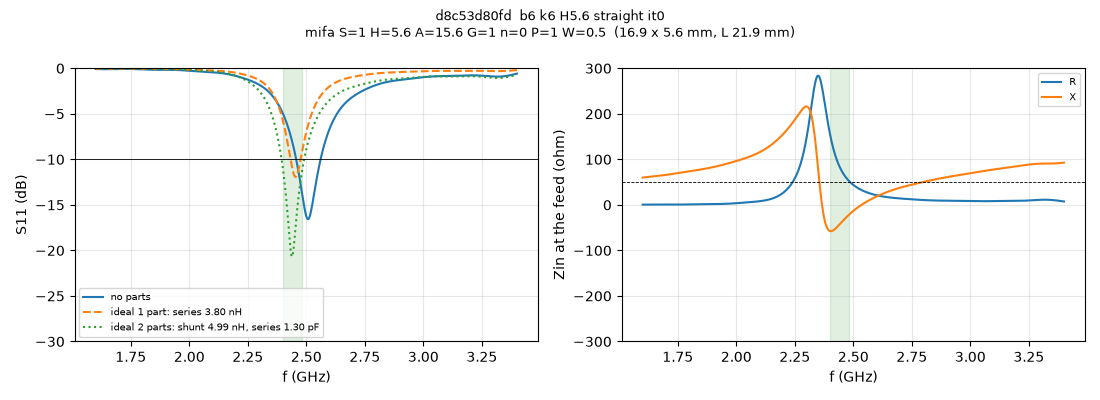 d8c53d80fd  b6 k6 H5.6 straight it0
mifa S=1 H=5.6 A=15.6 G=1 n=0 P=1 W=0.5  (16.9 x 5.6 mm, L 21.9 mm)
S11 (dB)
0
−5
−10
−15
−20
−25
−30
no parts
ideal 1 part: series 3.80 nH
ideal 2 parts: shunt 4.99 nH, series 1.30 pF
1.75 2.00 2.25 2.50 2.75 3.00 3.25
f (GHz)
Zin at the feed (ohm)
300
200
100
0
−100
−200
−300
R
X
1.75 2.00 2.25 2.50 2.75 3.00 3.25
f (GHz)